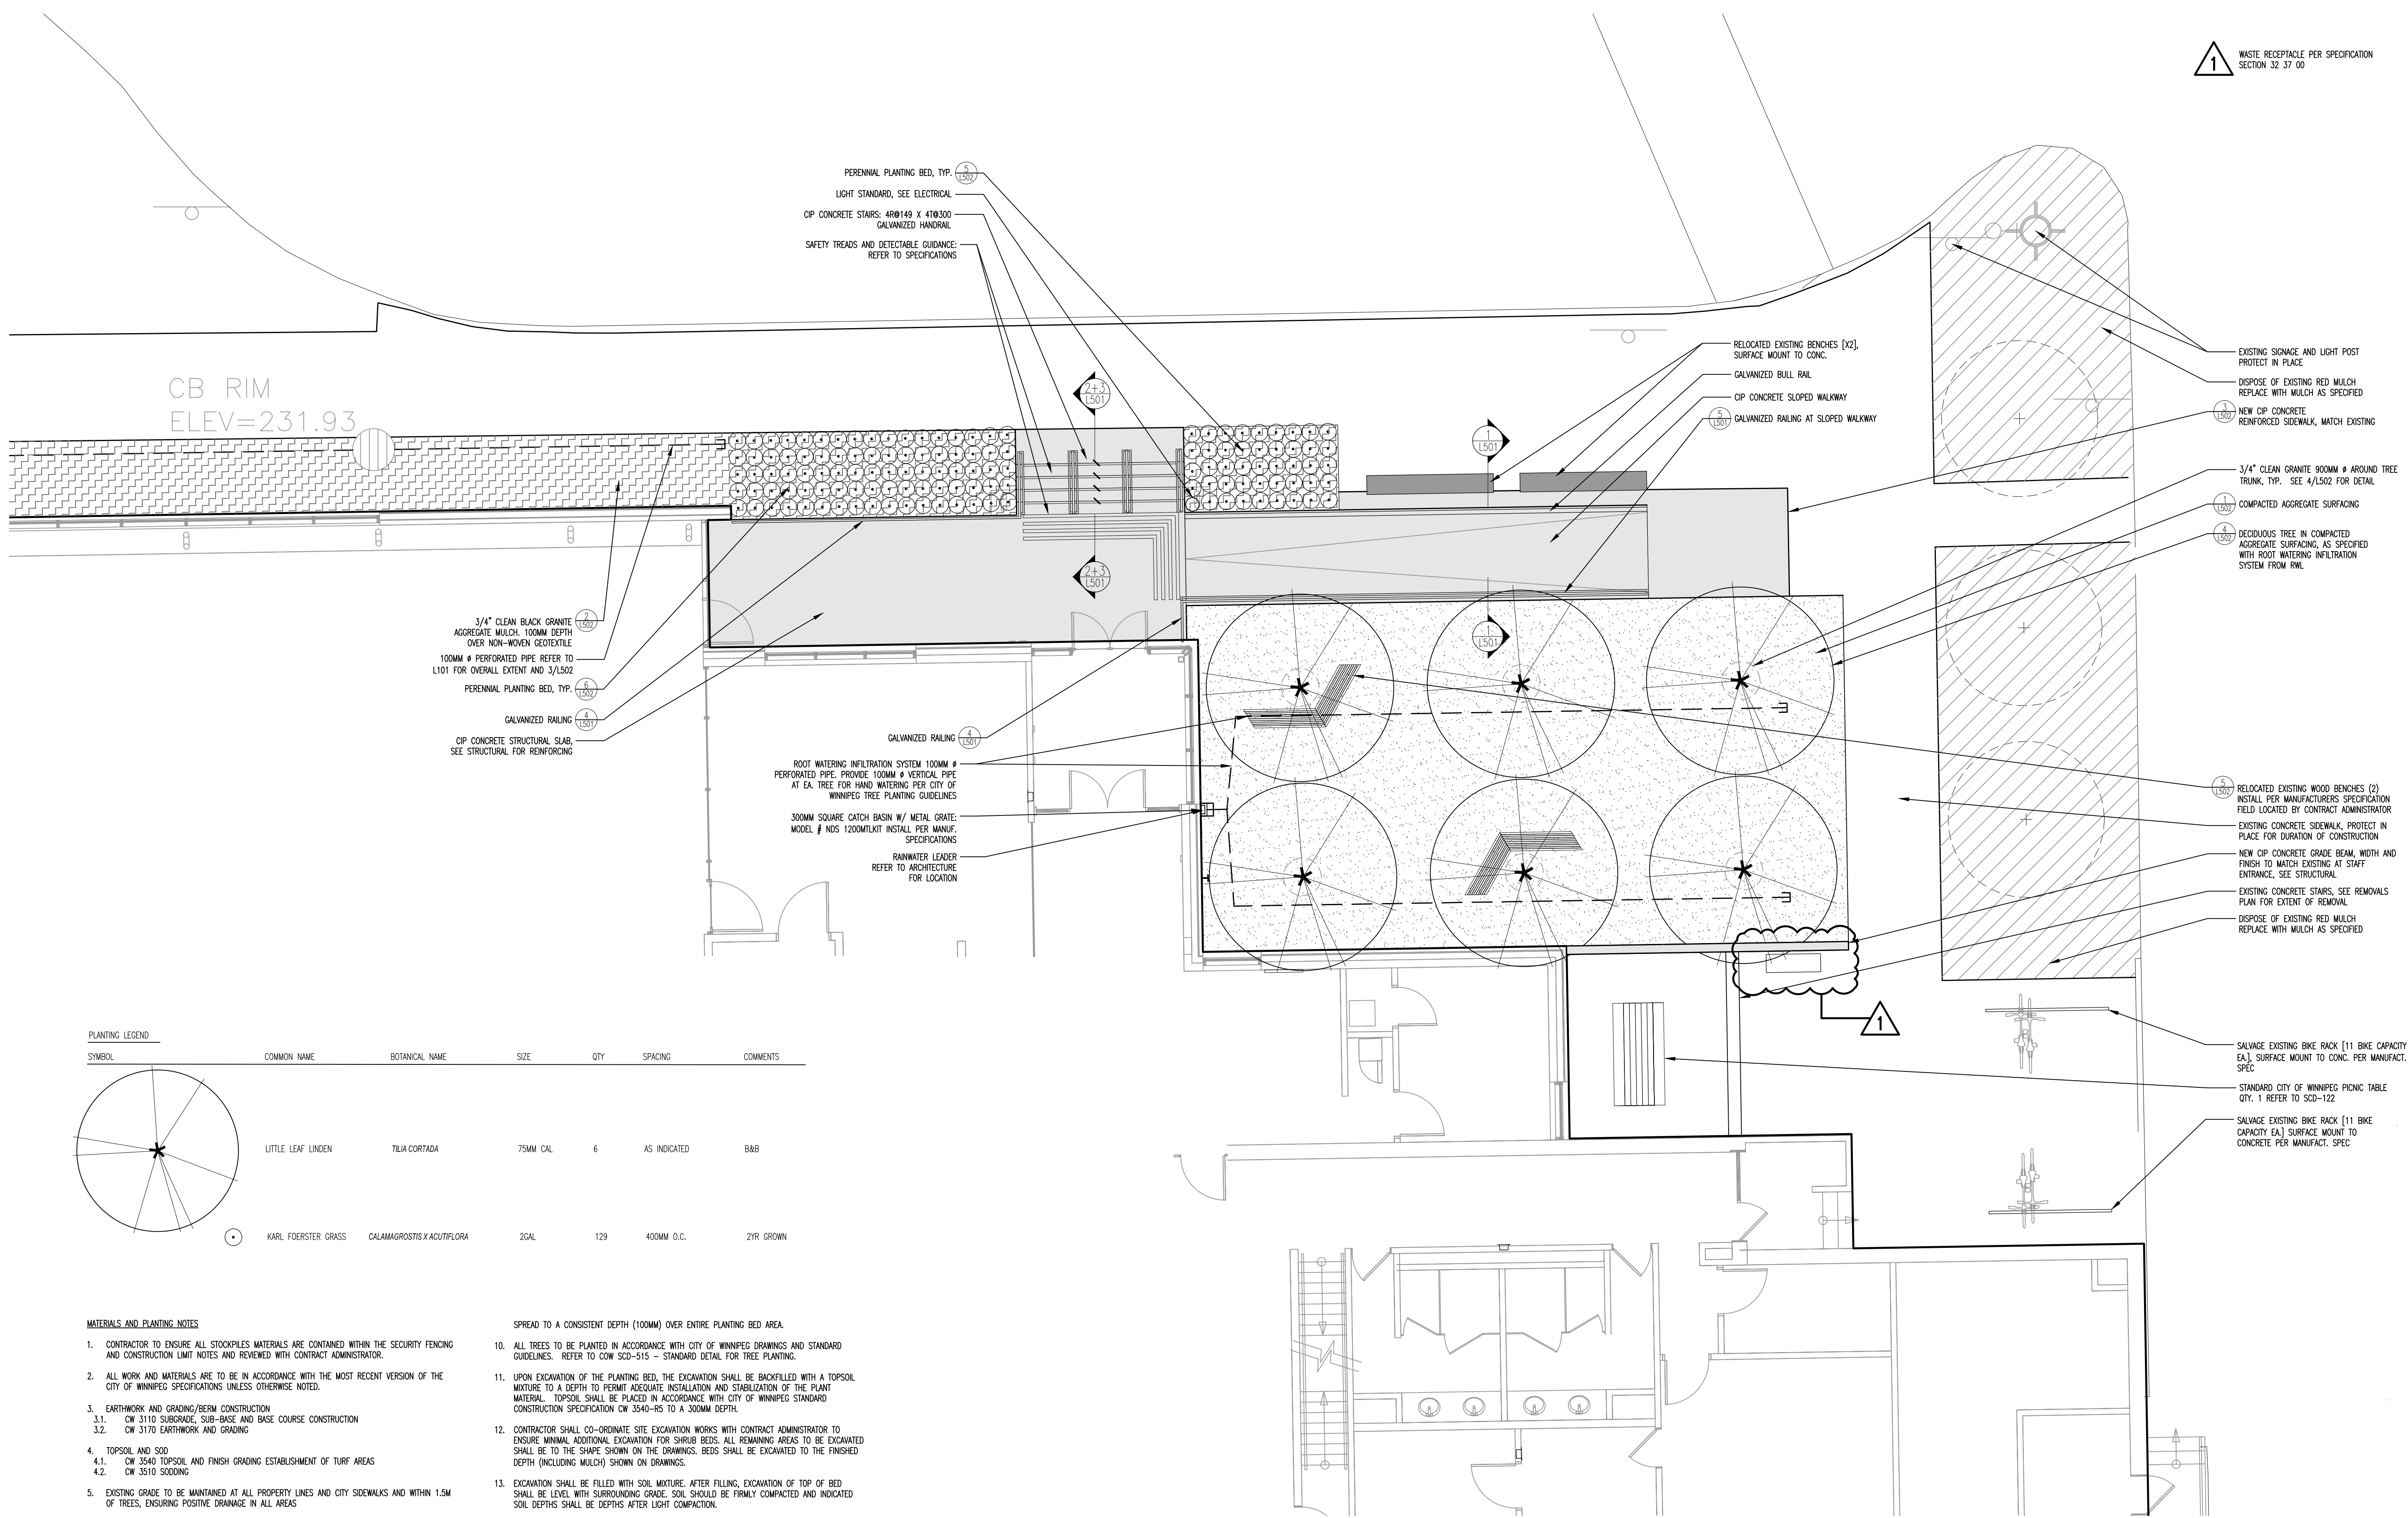 1
WASTE RECEPTACLE PER SPECIFICATION
SECTION 32 37 00
PERENNIAL PLANTING BED, TYP.
5
L502
LIGHT STANDARD, SEE ELECTRICAL
CIP CONCRETE STAIRS: 4R@149 X 4T@300
GALVANIZED HANDRAIL
SAFETY TREADS AND DETECTABLE GUIDANCE:
REFER TO SPECIFICATIONS
CB RIM
ELEV=231.93
2+3
L501
2+3
L501
1
L501
1
L501
RELOCATED EXISTING BENCHES [X2],
SURFACE MOUNT TO CONC.
GALVANIZED BULL RAIL
CIP CONCRETE SLOPED WALKWAY
5
L501
GALVANIZED RAILING AT SLOPED WALKWAY
EXISTING SIGNAGE AND LIGHT POST
PROTECT IN PLACE
DISPOSE OF EXISTING RED MULCH
REPLACE WITH MULCH AS SPECIFIED
3
L502
NEW CIP CONCRETE
REINFORCED SIDEWALK, MATCH EXISTING
3/4" CLEAN GRANITE 900MM ø AROUND TREE
TRUNK, TYP. SEE 4/L502 FOR DETAIL
1
L502
COMPACTED AGGREGATE SURFACING
4
L502
DECIDUOUS TREE IN COMPACTED
AGGREGATE SURFACING, AS SPECIFIED
WITH ROOT WATERING INFILTRATION
SYSTEM FROM RWL
3/4" CLEAN BLACK GRANITE
AGGREGATE MULCH. 100MM DEPTH
OVER NON-WOVEN GEOTEXTILE
2
L502
100MM ø PERFORATED PIPE REFER TO
L101 FOR OVERALL EXTENT AND 3/L502
PERENNIAL PLANTING BED, TYP.
6
L502
GALVANIZED RAILING
4
L501
CIP CONCRETE STRUCTURAL SLAB,
SEE STRUCTURAL FOR REINFORCING
GALVANIZED RAILING
4
L501
ROOT WATERING INFILTRATION SYSTEM 100MM ø
PERFORATED PIPE. PROVIDE 100MM ø VERTICAL PIPE
AT EA. TREE FOR HAND WATERING PER CITY OF
WINNIPEG TREE PLANTING GUIDELINES
300MM SQUARE CATCH BASIN W/ METAL GRATE:
MODEL # NDS 1200MTLKIT INSTALL PER MANUF.
SPECIFICATIONS
RAINWATER LEADER
REFER TO ARCHITECTURE
FOR LOCATION
5
L502
RELOCATED EXISTING WOOD BENCHES (2)
INSTALL PER MANUFACTURERS SPECIFICATION
FIELD LOCATED BY CONTRACT ADMINISTRATOR
EXISTING CONCRETE SIDEWALK, PROTECT IN
PLACE FOR DURATION OF CONSTRUCTION
NEW CIP CONCRETE GRADE BEAM, WIDTH AND
FINISH TO MATCH EXISTING AT STAFF
ENTRANCE, SEE STRUCTURAL
EXISTING CONCRETE STAIRS, SEE REMOVALS
PLAN FOR EXTENT OF REMOVAL
DISPOSE OF EXISTING RED MULCH
REPLACE WITH MULCH AS SPECIFIED
1
SALVAGE EXISTING BIKE RACK [11 BIKE CAPACITY
EA.], SURFACE MOUNT TO CONC. PER MANUFACT.
SPEC
STANDARD CITY OF WINNIPEG PICNIC TABLE
QTY. 1 REFER TO SCD-122
SALVAGE EXISTING BIKE RACK [11 BIKE
CAPACITY EA.] SURFACE MOUNT TO
CONCRETE PER MANUFACT. SPEC
PLANTING LEGEND
SYMBOL COMMON NAME BOTANICAL NAME SIZE QTY SPACING COMMENTS
LITTLE LEAF LINDEN TILIA CORTADA 75MM CAL 6 AS INDICATED B&B
KARL FOERSTER GRASS CALAMAGROSTIS X ACUTIFLORA 2GAL 129 400MM O.C. 2YR GROWN
MATERIALS AND PLANTING NOTES
1. CONTRACTOR TO ENSURE ALL STOCKPILES MATERIALS ARE CONTAINED WITHIN THE SECURITY FENCING
AND CONSTRUCTION LIMIT NOTES AND REVIEWED WITH CONTRACT ADMINISTRATOR.
2. ALL WORK AND MATERIALS ARE TO BE IN ACCORDANCE WITH THE MOST RECENT VERSION OF THE
CITY OF WINNIPEG SPECIFICATIONS UNLESS OTHERWISE NOTED.
3. EARTHWORK AND GRADING/BERM CONSTRUCTION
3.1. CW 3110 SUBGRADE, SUB-BASE AND BASE COURSE CONSTRUCTION
3.2. CW 3170 EARTHWORK AND GRADING
4. TOPSOIL AND SOD
4.1. CW 3540 TOPSOIL AND FINISH GRADING ESTABLISHMENT OF TURF AREAS
4.2. CW 3510 SODDING
5. EXISTING GRADE TO BE MAINTAINED AT ALL PROPERTY LINES AND CITY SIDEWALKS AND WITHIN 1.5M
OF TREES, ENSURING POSITIVE DRAINAGE IN ALL AREAS
SPREAD TO A CONSISTENT DEPTH (100MM) OVER ENTIRE PLANTING BED AREA.
10. ALL TREES TO BE PLANTED IN ACCORDANCE WITH CITY OF WINNIPEG DRAWINGS AND STANDARD
GUIDELINES. REFER TO COW SCD-515 - STANDARD DETAIL FOR TREE PLANTING.
11. UPON EXCAVATION OF THE PLANTING BED, THE EXCAVATION SHALL BE BACKFILLED WITH A TOPSOIL
MIXTURE TO A DEPTH TO PERMIT ADEQUATE INSTALLATION AND STABILIZATION OF THE PLANT
MATERIAL. TOPSOIL SHALL BE PLACED IN ACCORDANCE WITH CITY OF WINNIPEG STANDARD
CONSTRUCTION SPECIFICATION CW 3540-R5 TO A 300MM DEPTH.
12. CONTRACTOR SHALL CO-ORDINATE SITE EXCAVATION WORKS WITH CONTRACT ADMINISTRATOR TO
ENSURE MINIMAL ADDITIONAL EXCAVATION FOR SHRUB BEDS. ALL REMAINING AREAS TO BE EXCAVATED
SHALL BE TO THE SHAPE SHOWN ON THE DRAWINGS. BEDS SHALL BE EXCAVATED TO THE FINISHED
DEPTH (INCLUDING MULCH) SHOWN ON DRAWINGS.
13. EXCAVATION SHALL BE FILLED WITH SOIL MIXTURE. AFTER FILLING, EXCAVATION OF TOP OF BED
SHALL BE LEVEL WITH SURROUNDING GRADE. SOIL SHOULD BE FIRMLY COMPACTED AND INDICATED
SOIL DEPTHS SHALL BE DEPTHS AFTER LIGHT COMPACTION.